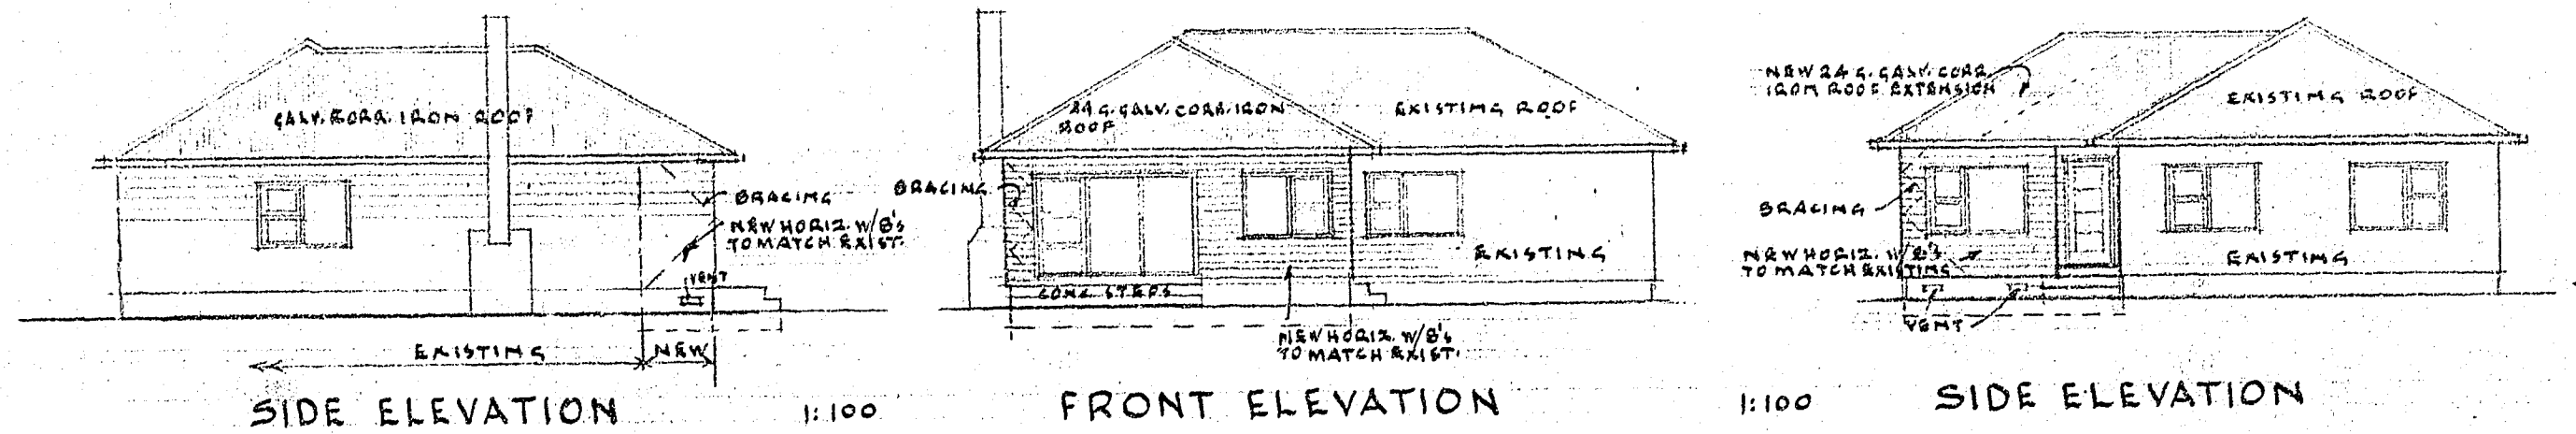 GALV. CORR. IRON ROOF
BRACING
NEW HORIZ. W/B's
TO MATCH EXIST.
VENT
EXISTING
NEW
SIDE ELEVATION
1:100
24 G. GALV. CORR. IRON
ROOF
EXISTING ROOF
BRACING
EXISTING
CONC. STEPS
NEW HORIZ. W/B's
TO MATCH EXIST.
FRONT ELEVATION
1:100
NEW 24 G. GALV. CORR.
IRON ROOF EXTENSION
EXISTING ROOF
BRACING
NEW HORIZ. W/B's
TO MATCH EXISTING
EXISTING
VENT
SIDE ELEVATION